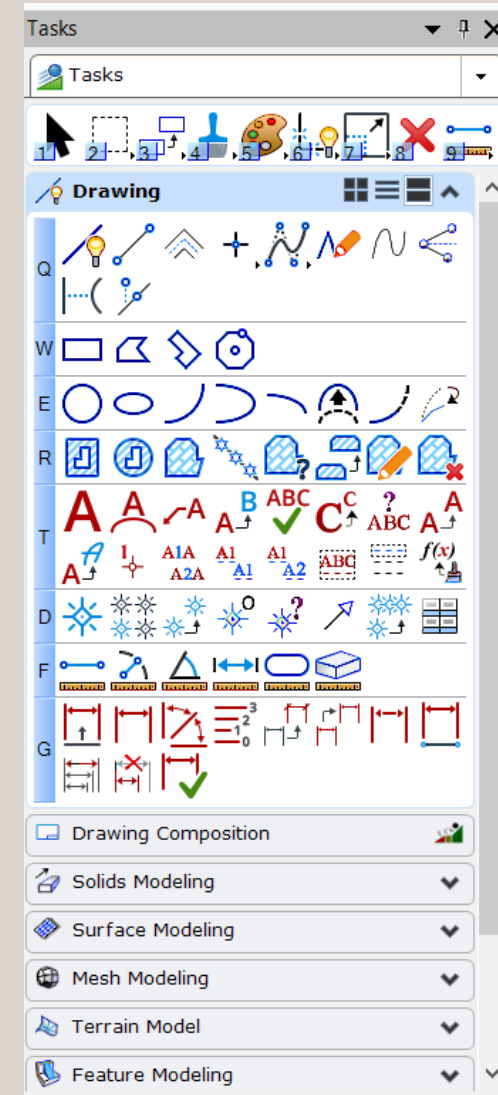 Tasks
Tasks
1 2 3 4 5 6 7 8 9
Drawing
Q
W
E
R
?
T
A A A A B ABC C C ? ABC A A
A A 1 A1A A2A A1 A1 A1 A2 ABC f(x)
D
O ?
F
G
3 2 1 0
Drawing Composition
Solids Modeling
Surface Modeling
Mesh Modeling
Terrain Model
Feature Modeling